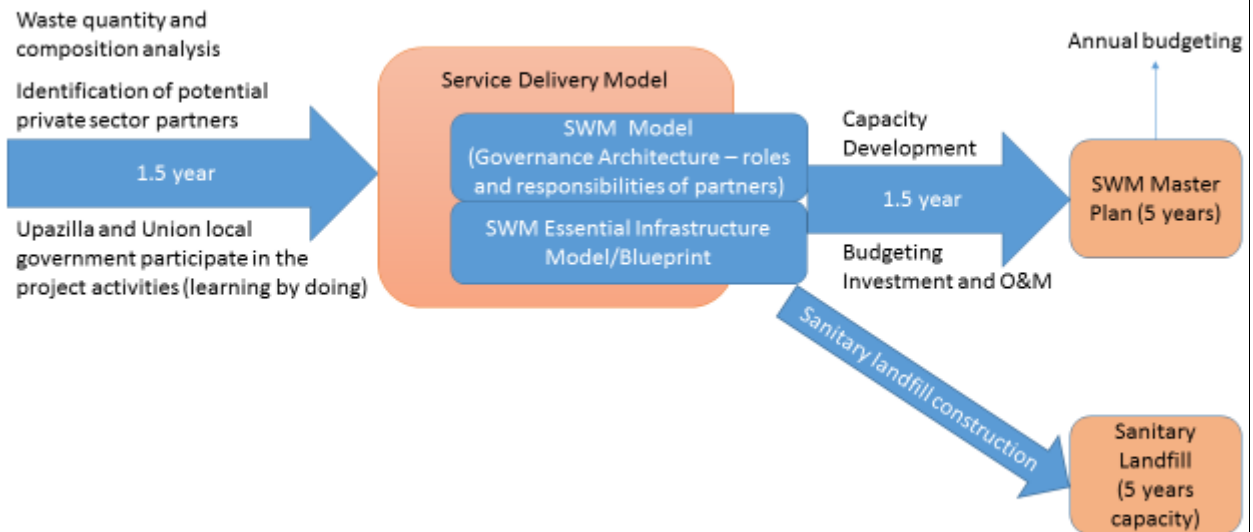 Waste quantity and
composition analysis
Identification of potential
private sector partners
1.5 year
Upazilla and Union local
government participate in the
project activities (learning by doing)
Service Delivery Model
SWM Model
(Governance Architecture – roles
and responsibilities of partners)
SWM Essential Infrastructure
Model/Blueprint
Capacity
Development
1.5 year
Budgeting
Investment and O&M
Sanitary landfill construction
Annual budgeting
SWM Master
Plan (5 years)
Sanitary
Landfill
(5 years
capacity)